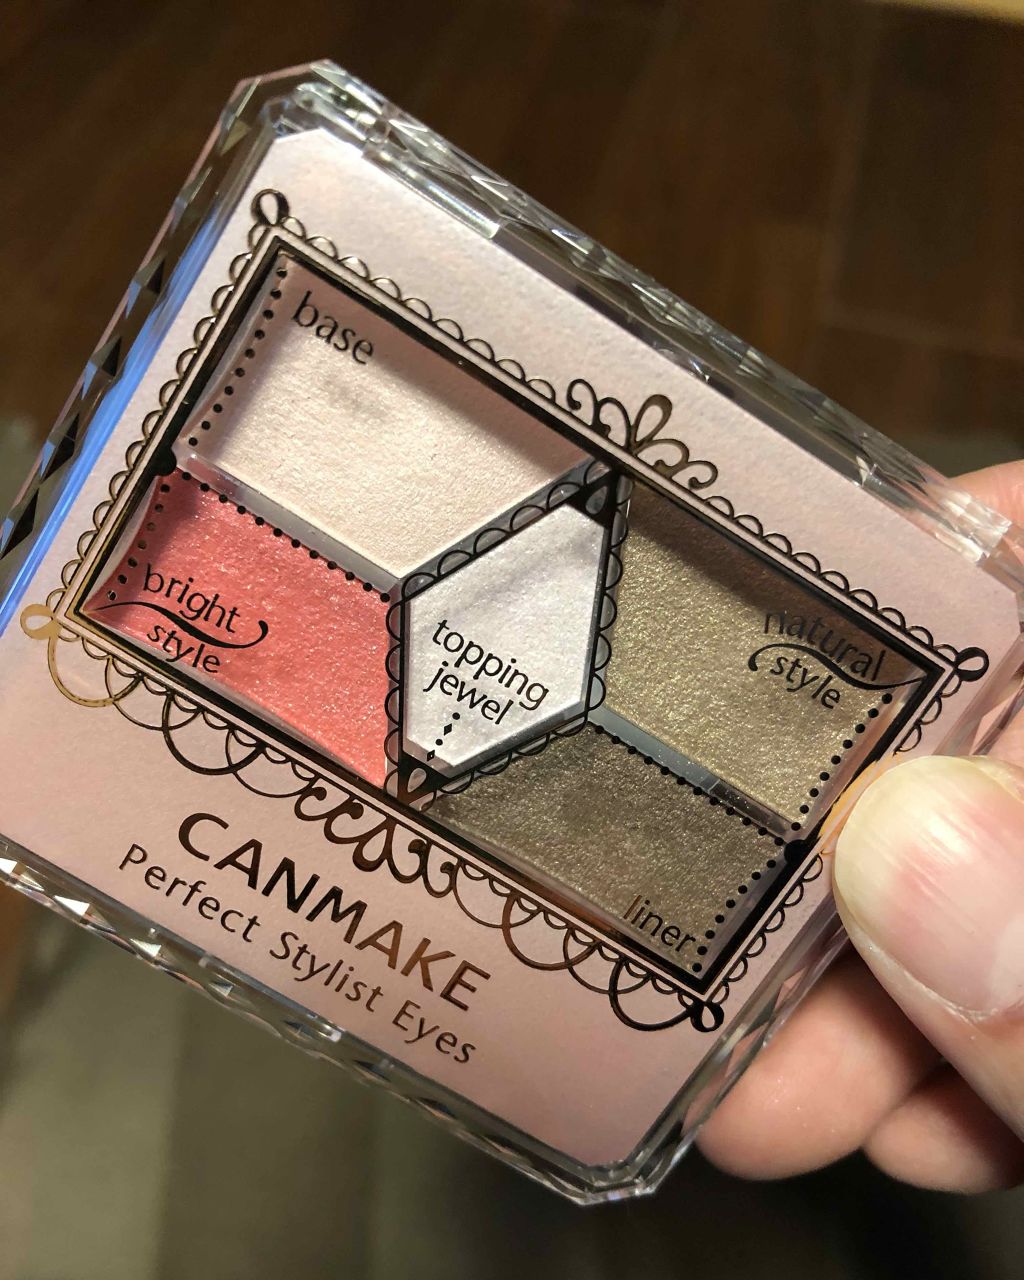 base
bright
style
topping
jewel
natural
style
liner
CANMAKE
Perfect Stylist Eyes